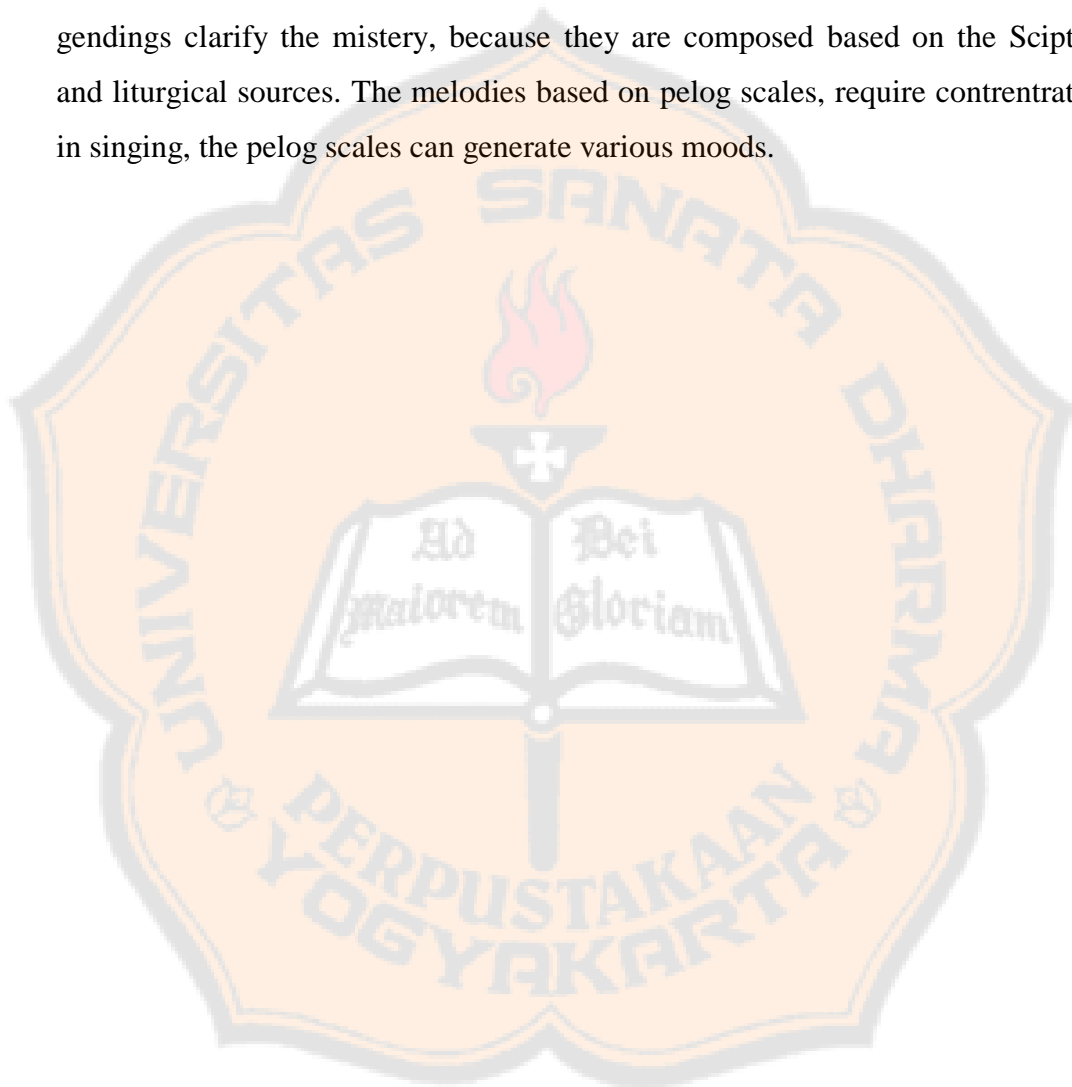 gendings clarify the mistery, because they are composed based on the Scipt
and liturgical sources. The melodies based on pelog scales, require contrentrat
in singing, the pelog scales can generate various moods.
UNIVERSITAS SANATA DHARMA
Ad Dei
Maiorem Gloriam
PERPUSTAKAAN
YOGYAKARTA